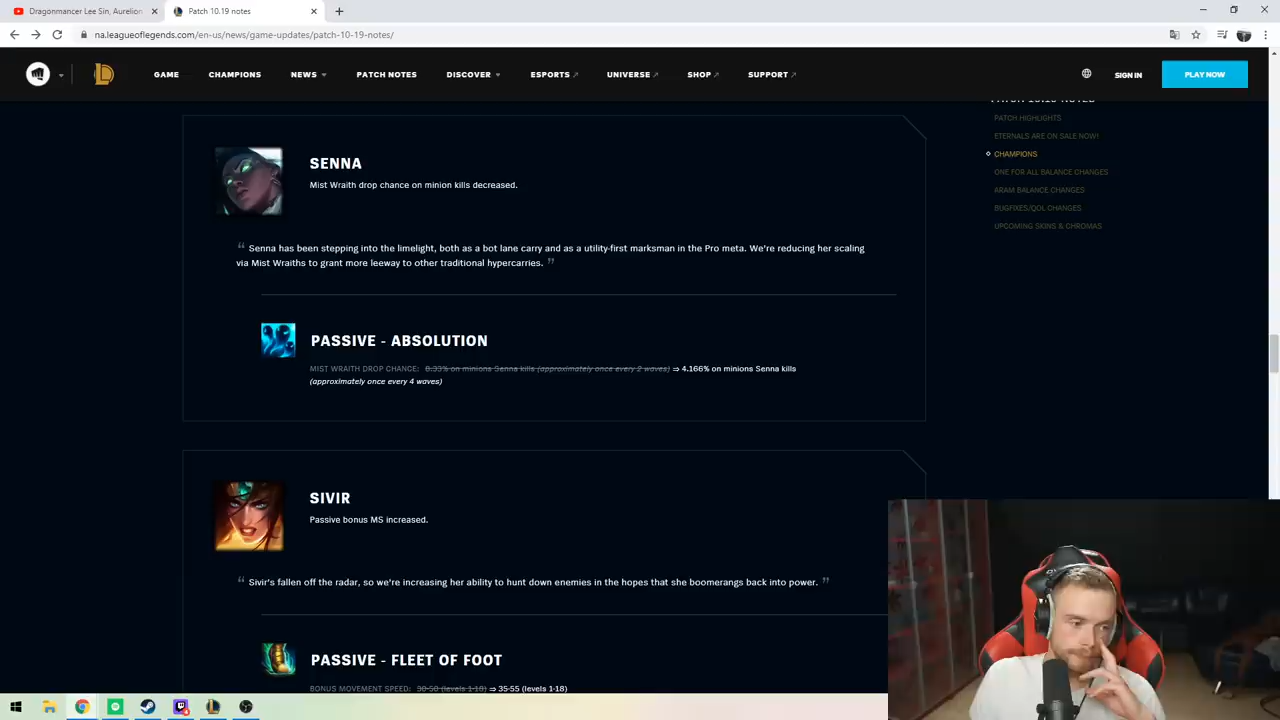 Dragonmancer Lee Sin, Aurelion
Patch 10.19 notes
na.leagueoflegends.com/en-us/news/game-updates/patch-10-19-notes/
GAME
CHAMPIONS
NEWS
PATCH NOTES
DISCOVER
ESPORTS
UNIVERSE
SHOP
SUPPORT
SIGN IN
PLAY NOW
PATCH 10.19 NOTES
PATCH HIGHLIGHTS
ETERNALS ARE ON SALE NOW!
CHAMPIONS
ONE FOR ALL BALANCE CHANGES
ARAM BALANCE CHANGES
BUGFIXES/QOL CHANGES
UPCOMING SKINS & CHROMAS
SENNA
Mist Wraith drop chance on minion kills decreased.
“ Senna has been stepping into the limelight, both as a bot lane carry and as a utility-first marksman in the Pro meta. We're reducing her scaling
via Mist Wraiths to grant more leeway to other traditional hypercarries. ”
PASSIVE - ABSOLUTION
MIST WRAITH DROP CHANCE: 8.33% on minions Senna kills (approximately once every 2 waves) ⇒ 4.166% on minions Senna kills
(approximately once every 4 waves)
SIVIR
Passive bonus MS increased.
“ Sivir's fallen off the radar, so we're increasing her ability to hunt down enemies in the hopes that she boomerangs back into power. ”
PASSIVE - FLEET OF FOOT
BONUS MOVEMENT SPEED: 30-50 (levels 1-18) ⇒ 35-55 (levels 1-18)